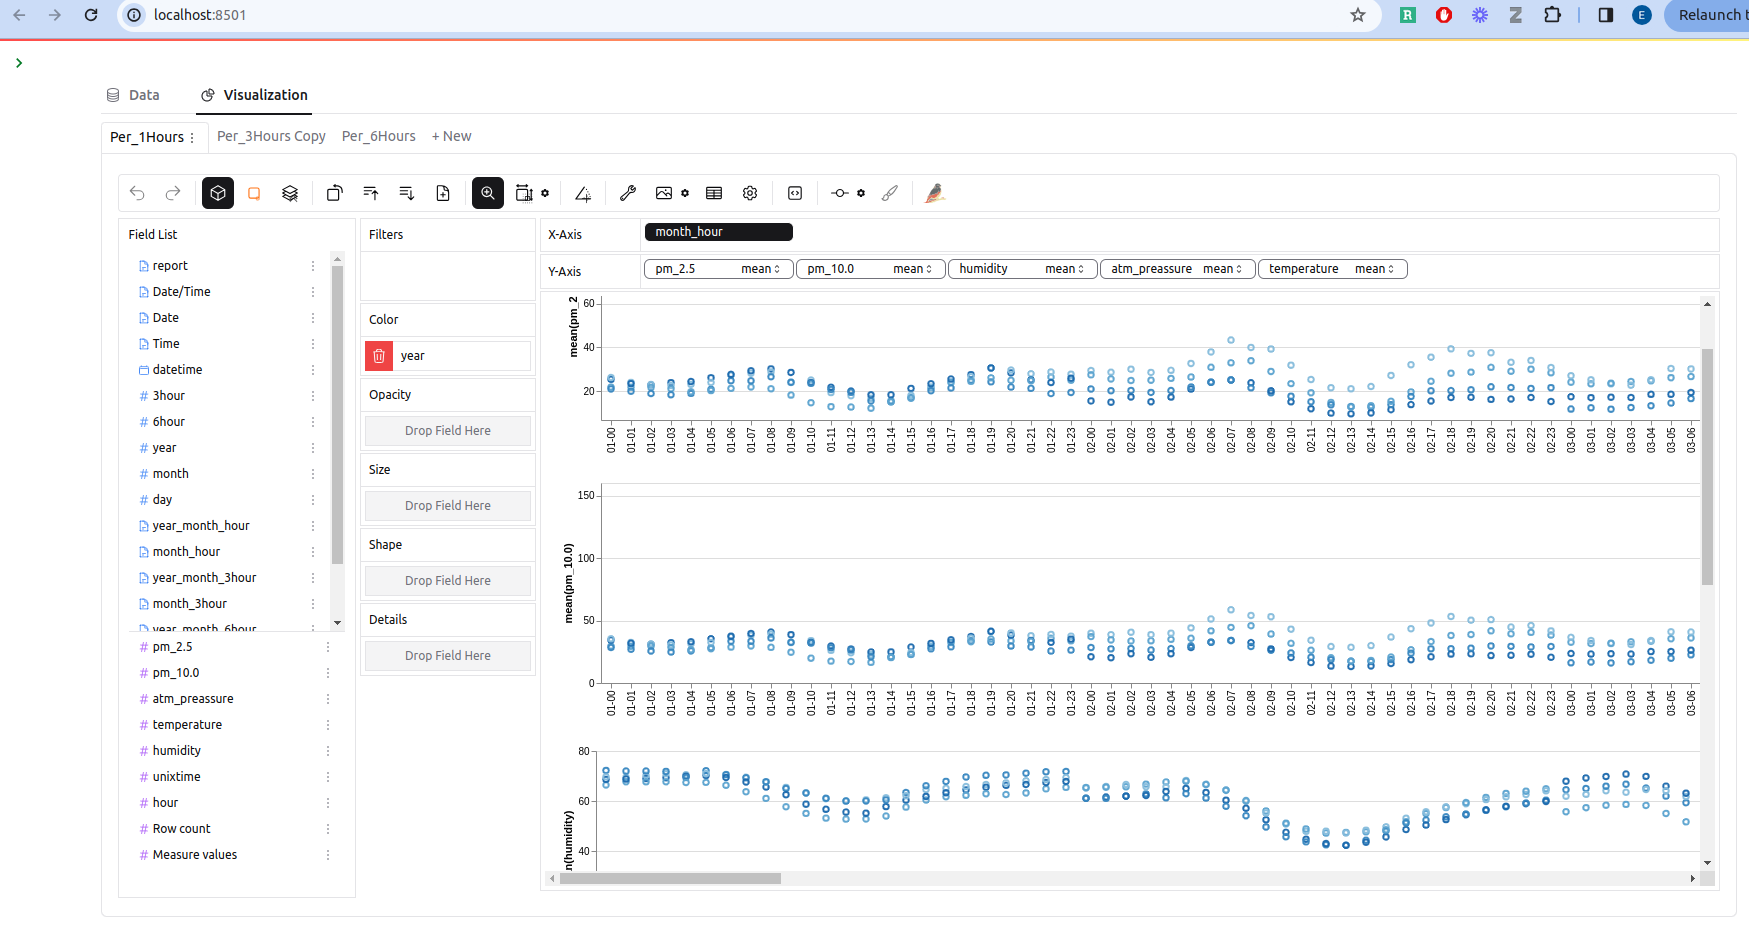 localhost:8501
R
Z
E
Relaunch t
Data
Visualization
Per_1Hours
Per_3Hours Copy
Per_6Hours
+ New
Field List
report
Date/Time
Date
Time
datetime
# 3hour
# 6hour
# year
# month
# day
year_month_hour
month_hour
year_month_3hour
month_3hour
year_month_6hour
# pm_2.5
# pm_10.0
# atm_preassure
# temperature
# humidity
# unixtime
# hour
# Row count
# Measure values
Filters
Color
year
Opacity
Drop Field Here
Size
Drop Field Here
Shape
Drop Field Here
Details
Drop Field Here
X-Axis
month_hour
Y-Axis
pm_2.5 mean
pm_10.0 mean
humidity mean
atm_preassure mean
temperature mean
mean(pm_2
60
40
20
01-00 01-01 01-02 01-03 01-04 01-05 01-06 01-07 01-08 01-09 01-10 01-11 01-12 01-13 01-14 01-15 01-16 01-17 01-18 01-19 01-20 01-21 01-22 01-23 02-00 02-01 02-02 02-03 02-04 02-05 02-06 02-07 02-08 02-09 02-10 02-11 02-12 02-13 02-14 02-15 02-16 02-17 02-18 02-19 02-20 02-21 02-22 02-23 03-00 03-01 03-02 03-03 03-04 03-05 03-06
mean(pm_10.0)
150
100
50
0
01-00 01-01 01-02 01-03 01-04 01-05 01-06 01-07 01-08 01-09 01-10 01-11 01-12 01-13 01-14 01-15 01-16 01-17 01-18 01-19 01-20 01-21 01-22 01-23 02-00 02-01 02-02 02-03 02-04 02-05 02-06 02-07 02-08 02-09 02-10 02-11 02-12 02-13 02-14 02-15 02-16 02-17 02-18 02-19 02-20 02-21 02-22 02-23 03-00 03-01 03-02 03-03 03-04 03-05 03-06
n(humidity)
80
60
40